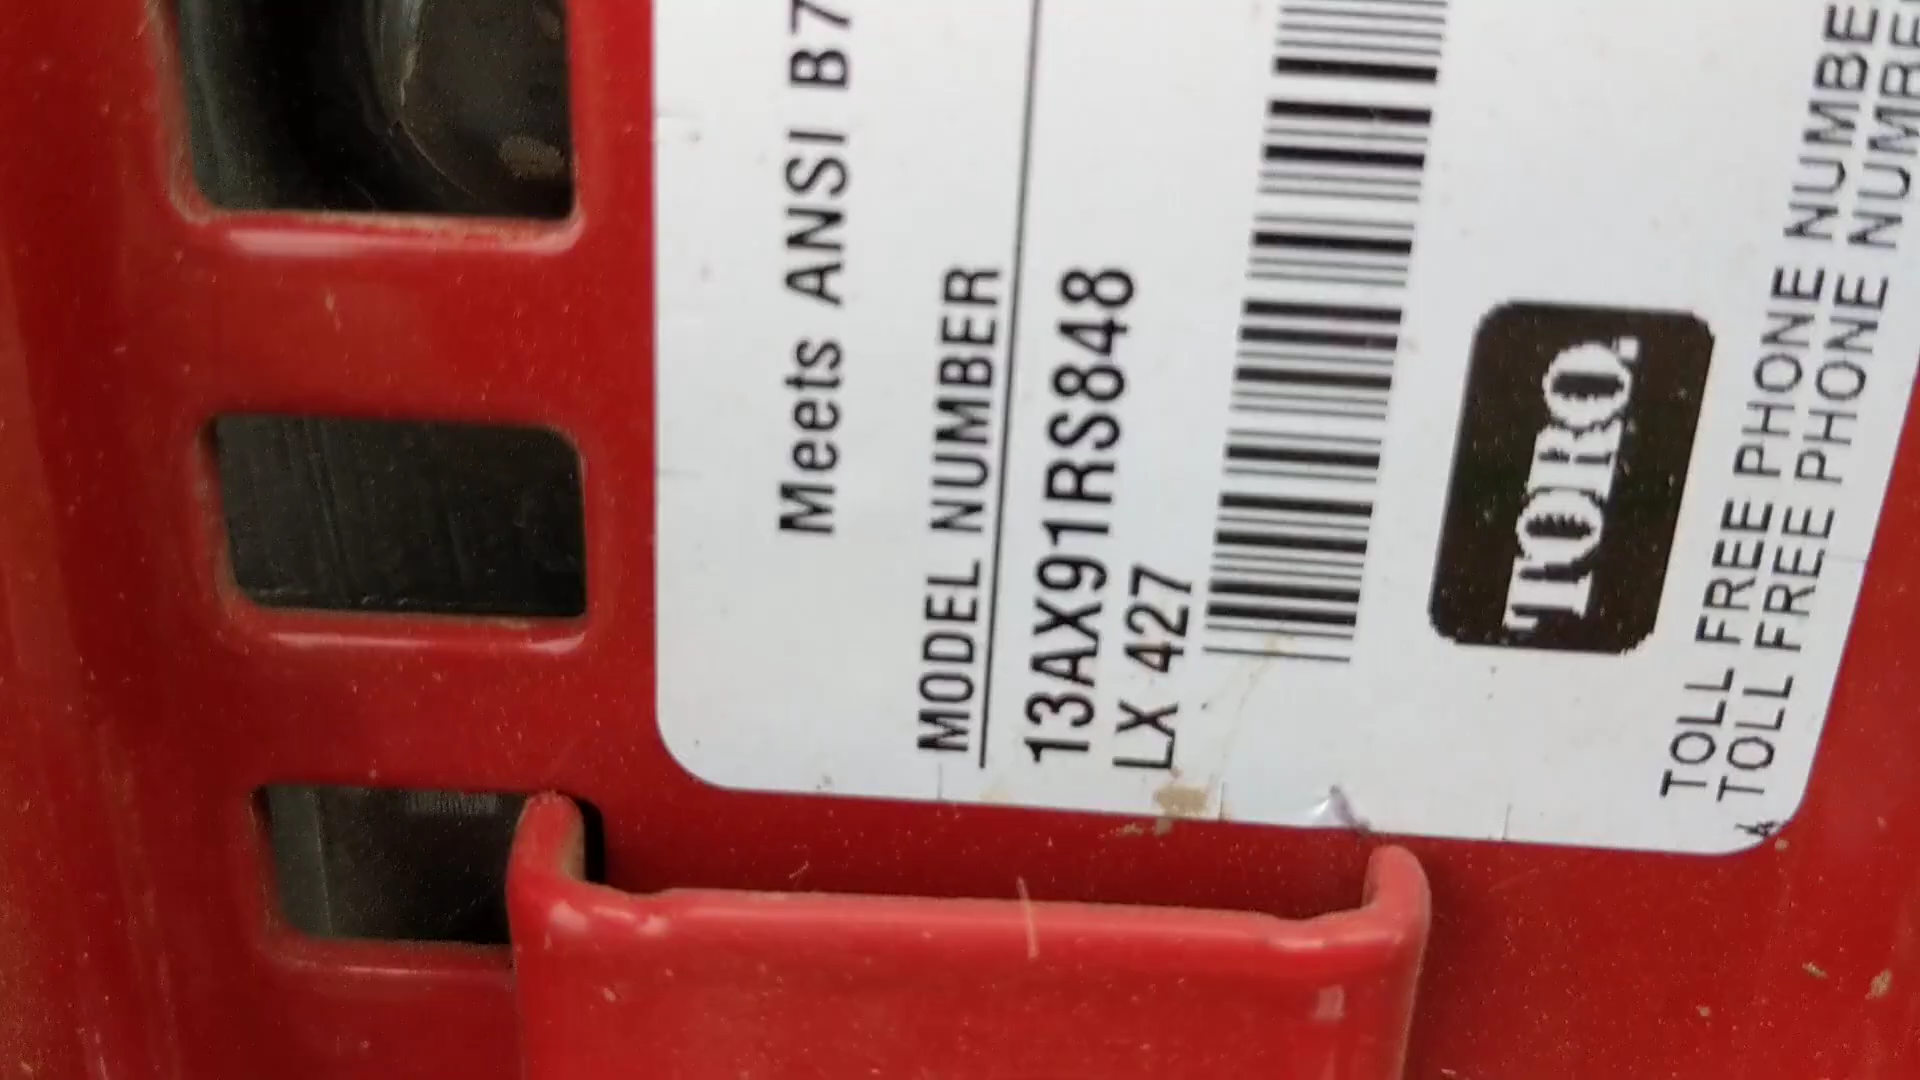 Meets ANSI B7
MODEL NUMBER
13AX91RS848
LX 427
TORO.
TOLL FREE PHONE NUMBE
TOLL FREE PHONE NUMBE